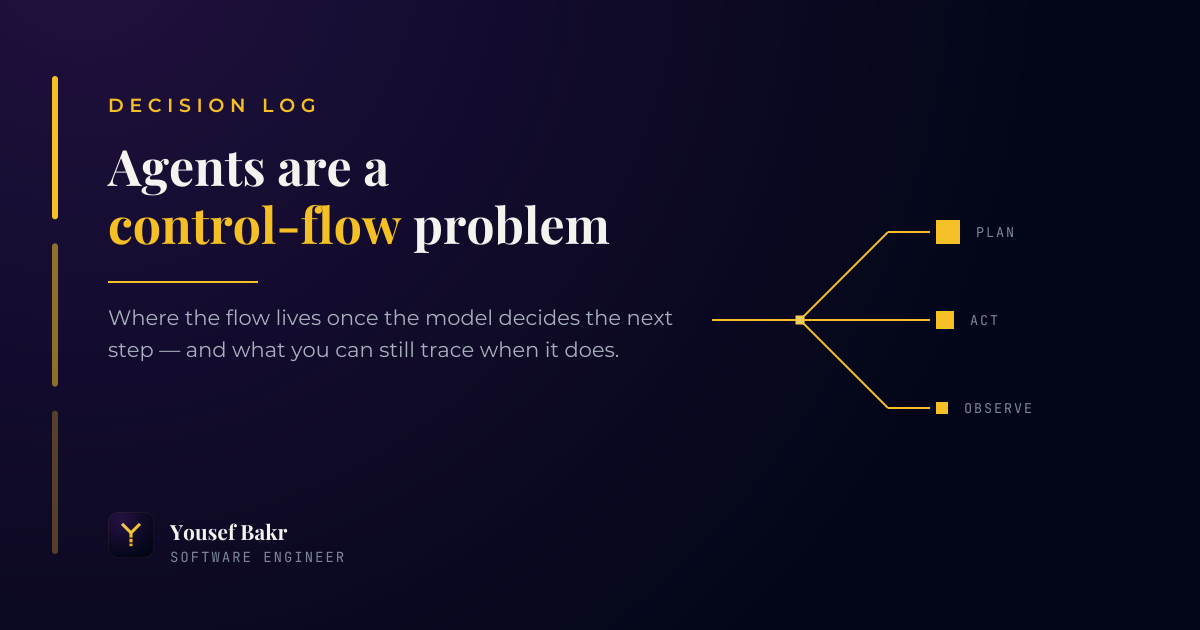 DECISION LOG
Agents are a
control-flow problem
Where the flow lives once the model decides the next
step — and what you can still trace when it does.
PLAN
ACT
OBSERVE
Yousef Bakr
SOFTWARE ENGINEER